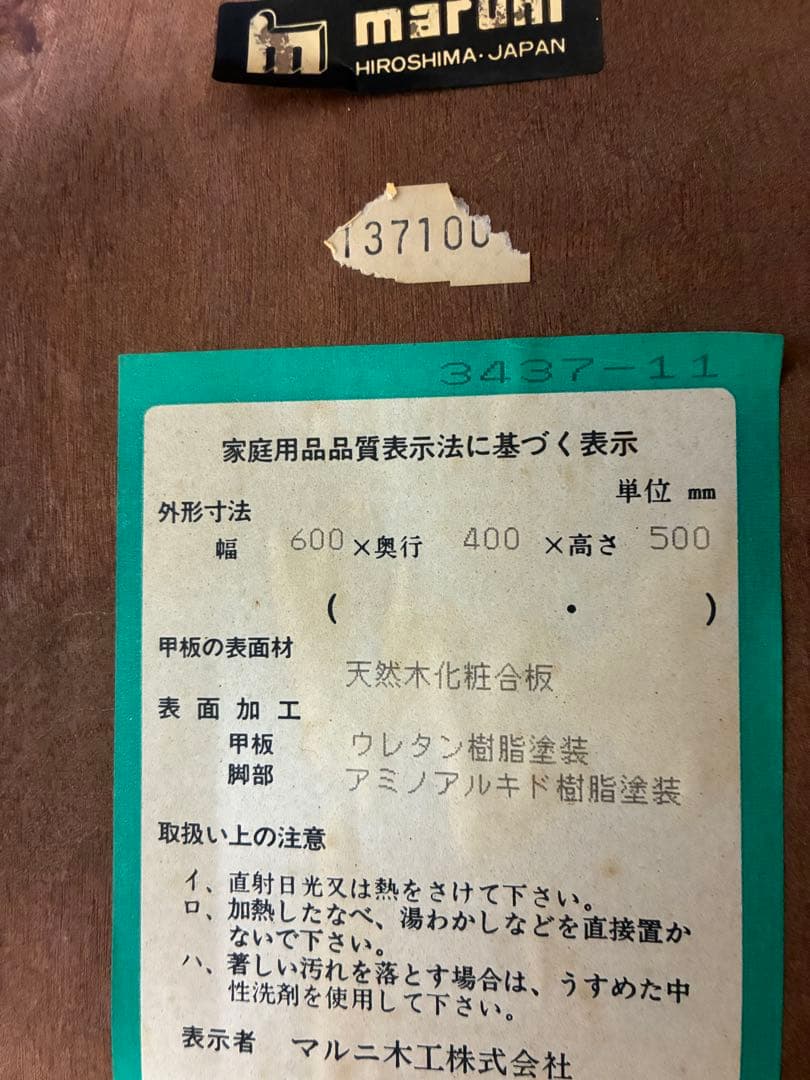 maruni
HIROSHIMA・JAPAN
137100
3437-11
家庭用品品質表示法に基づく表示
単位 mm
外形寸法
幅 600 ×奥行 400 ×高さ 500
( ・ )
甲板の表面材
天然木化粧合板
表面加工
甲板 ウレタン樹脂塗装
脚部 アミノアルキド樹脂塗装
取扱い上の注意
イ、直射日光又は熱をさけて下さい。
ロ、加熱したなべ、湯わかしなどを直接置か
ないで下さい。
ハ、著しい汚れを落とす場合は、うすめた中
性洗剤を使用して下さい。
表示者 マルニ木工株式会社